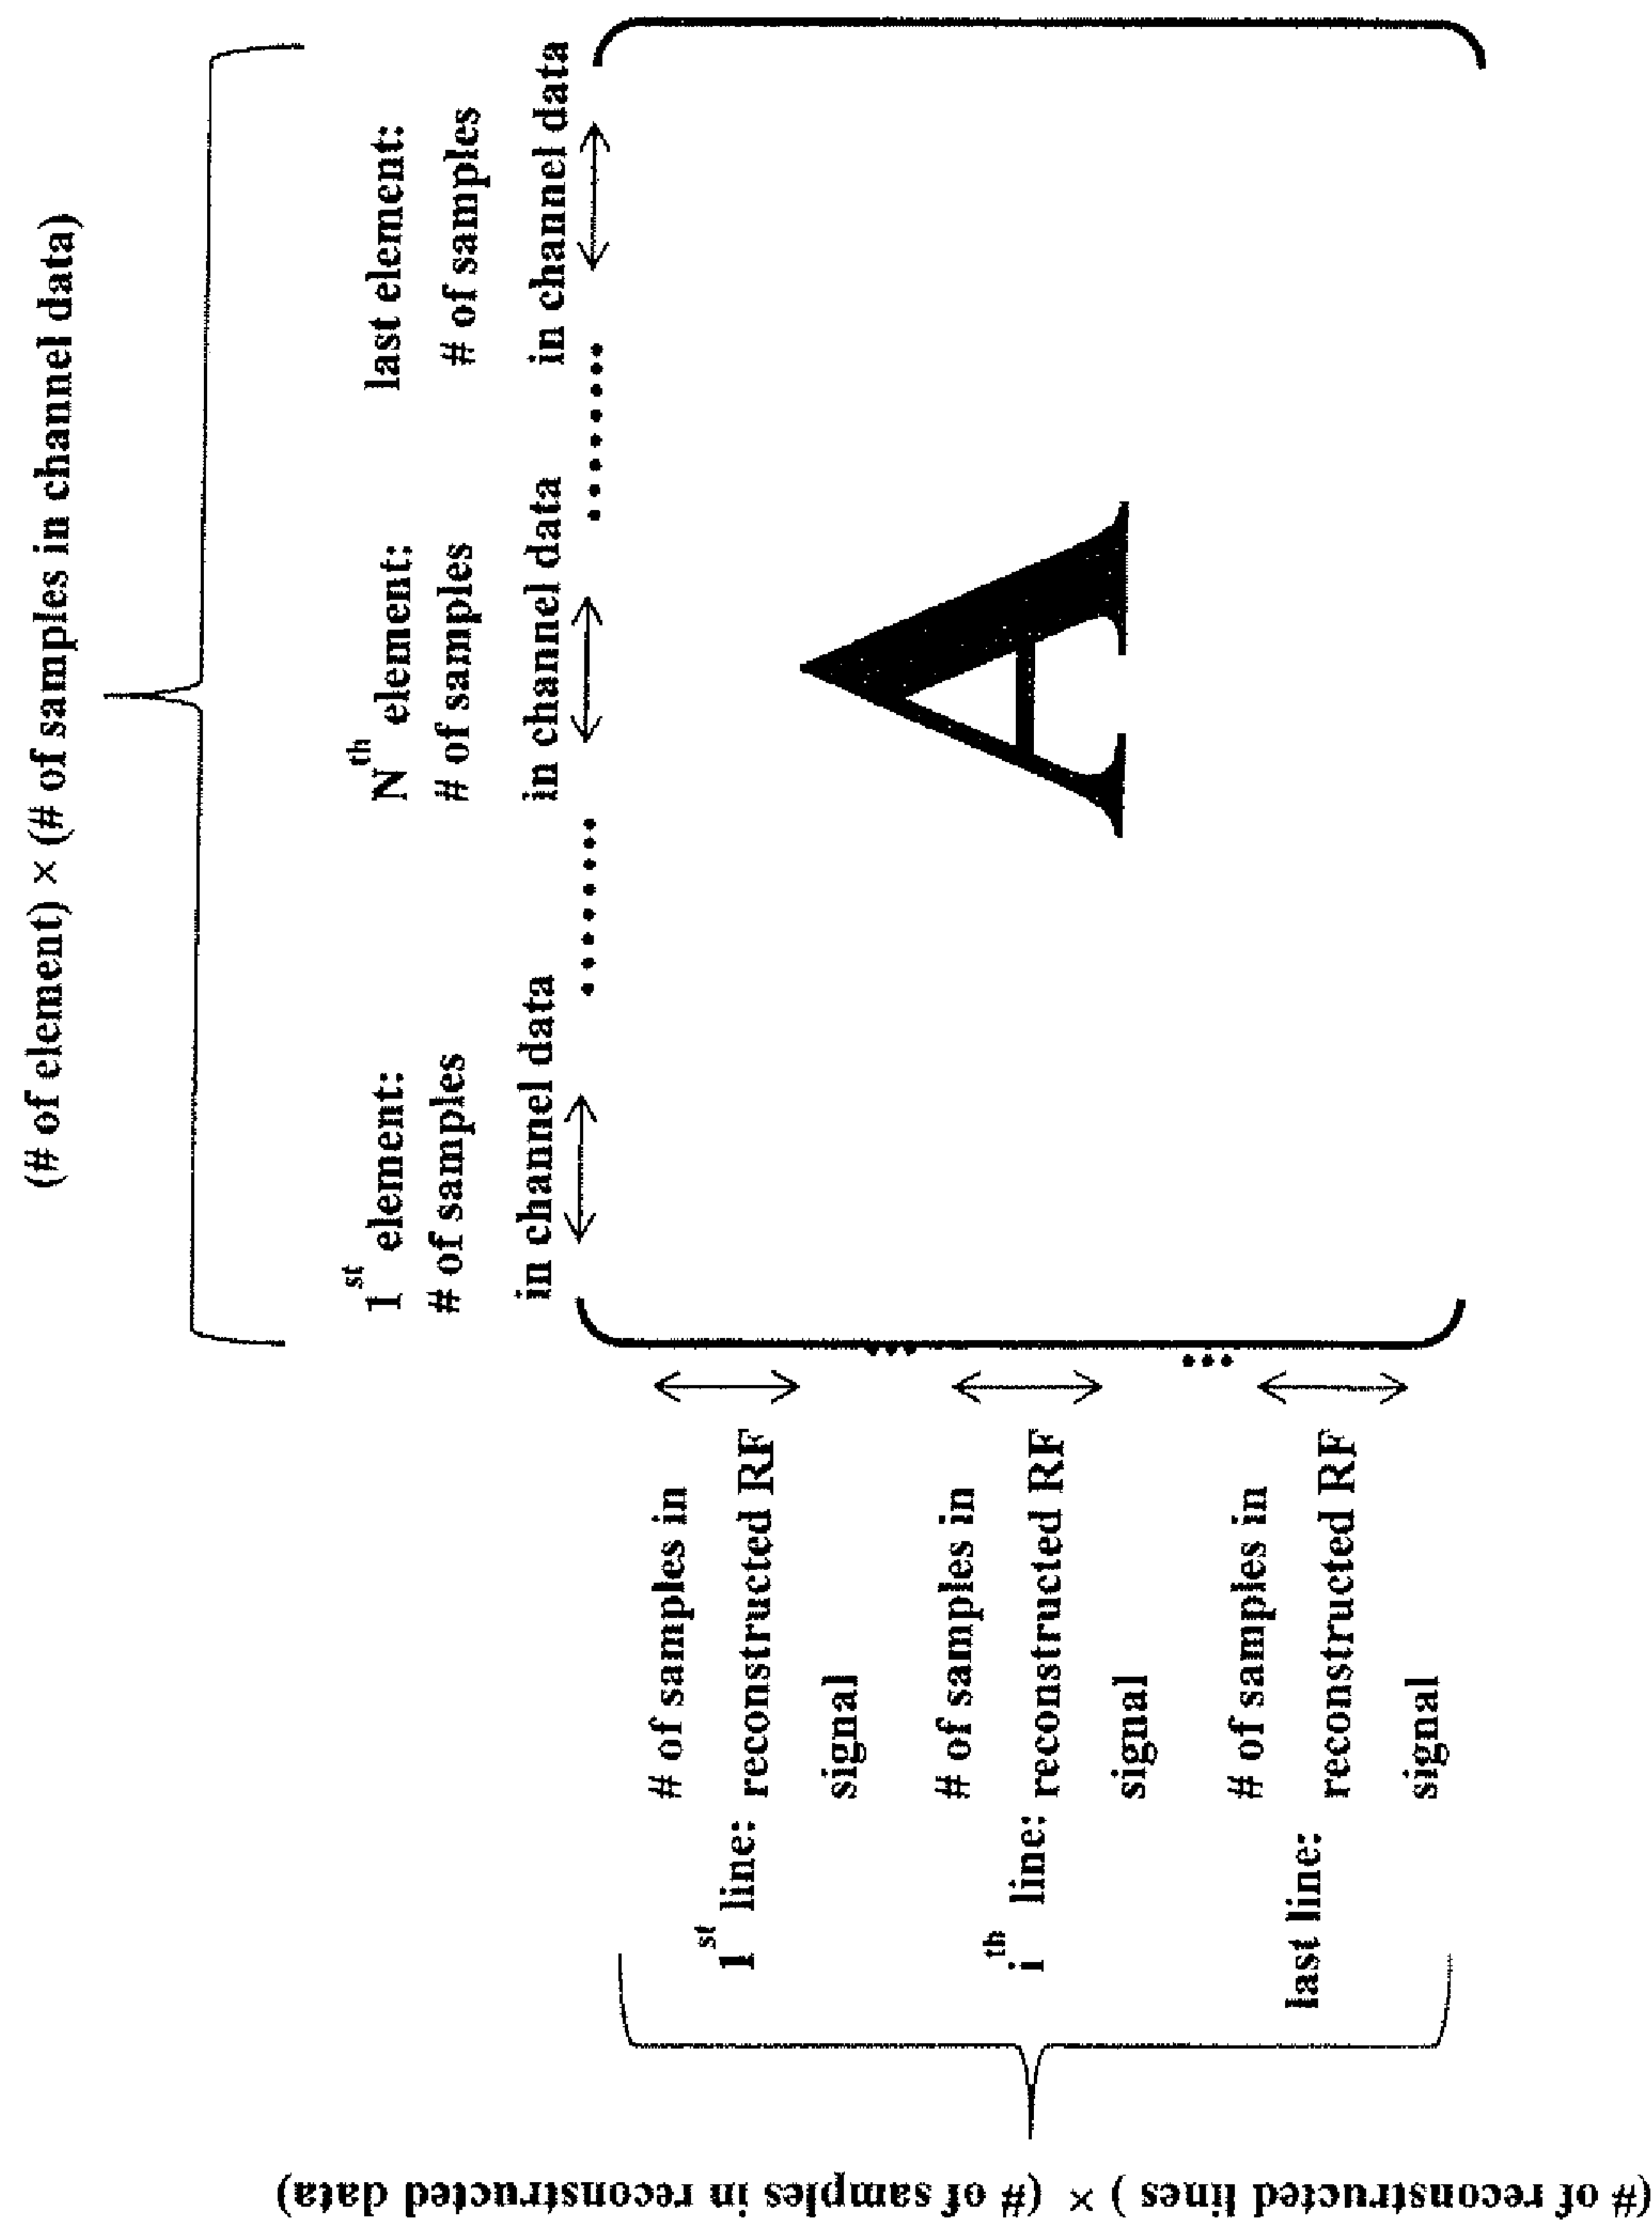 (# of element) × (# of samples in channel data)
1st element:
# of samples
in channel data
Nth element:
# of samples
in channel data
last element:
# of samples
in channel data
A
(# of reconstructed lines ) × (# of samples in reconstructed data)
1st line:
# of samples in
reconstructed RF
signal
ith line:
# of samples in
reconstructed RF
signal
last line:
# of samples in
reconstructed RF
signal